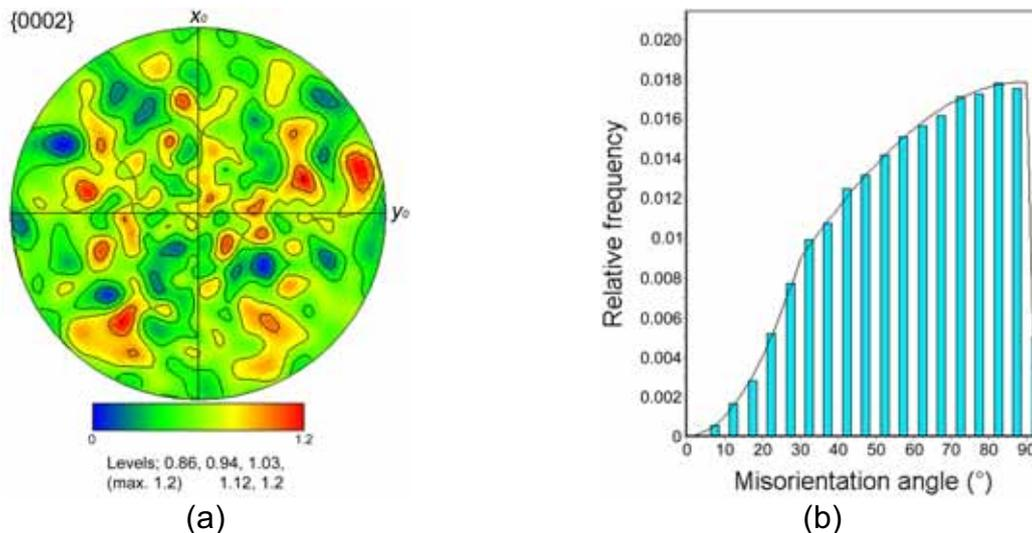 {0002}
x₀
y₀
0 1.2
Levels; 0.86, 0.94, 1.03,
(max. 1.2) 1.12, 1.2
(a)
0.020
0.018
0.016
0.014
0.012
0.01
0.008
0.006
0.004
0.002
0
Relative frequency
0 10 20 30 40 50 60 70 80 90
Misorientation angle (°)
(b)